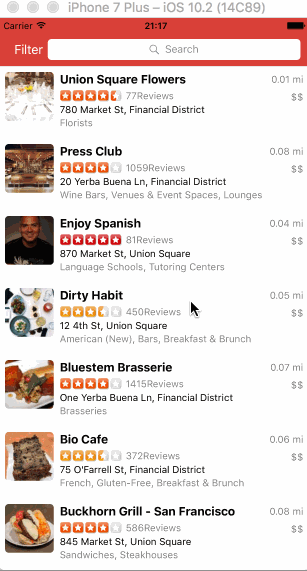 iPhone 7 Plus – iOS 10.2 (14C89)
Carrier 21:17
Filter Search
Union Square Flowers 0.01 mi
77Reviews $$
780 Market St, Financial District
Florists
Press Club 0.08 mi
1059Reviews $$
20 Yerba Buena Ln, Financial District
Wine Bars, Venues & Event Spaces, Lounges
Enjoy Spanish 0.04 mi
81Reviews $$
870 Market St, Union Square
Language Schools, Tutoring Centers
Dirty Habit 0.05 mi
450Reviews $$
12 4th St, Union Square
American (New), Bars, Breakfast & Brunch
Bluestem Brasserie 0.07 mi
1415Reviews $$
One Yerba Buena Ln, Financial District
Brasseries
Bio Cafe 0.06 mi
372Reviews $$
75 O'Farrell St, Financial District
French, Gluten-Free, Breakfast & Brunch
Buckhorn Grill - San Francisco 0.08 mi
586Reviews $$
845 Market St, Union Square
Sandwiches, Steakhouses